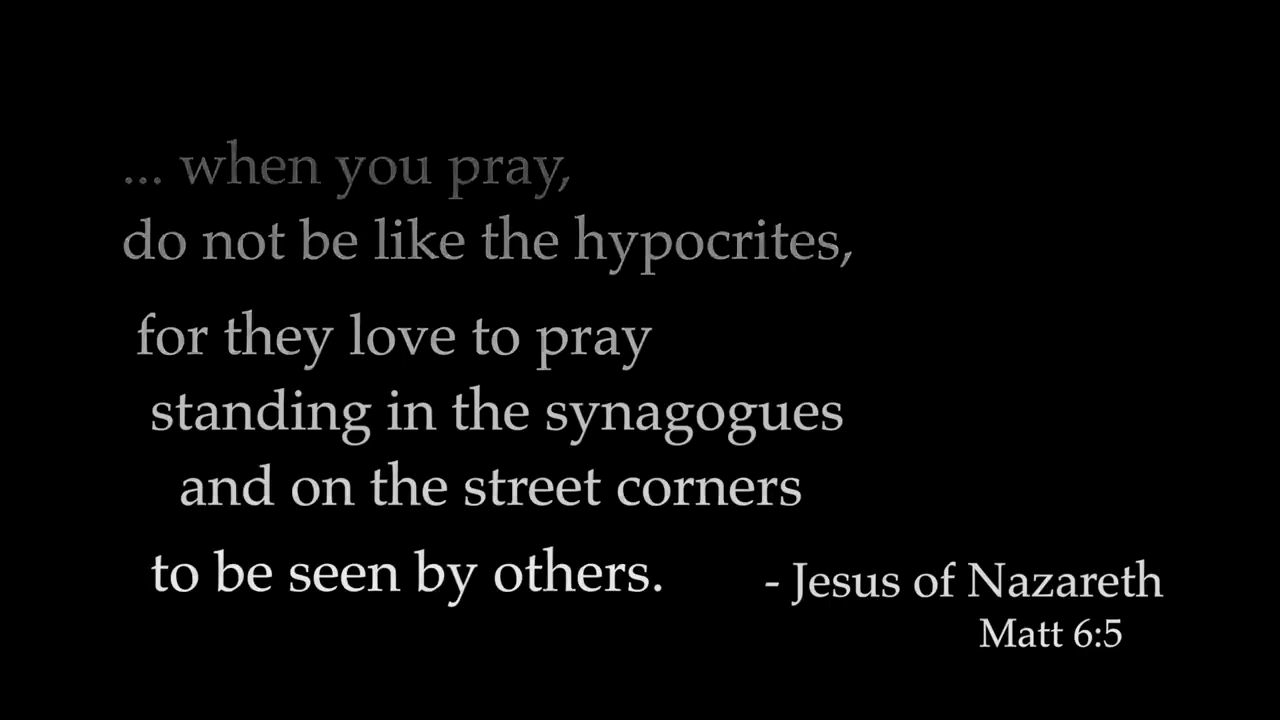 ... when you pray,
do not be like the hypocrites,
for they love to pray
standing in the synagogues
and on the street corners
to be seen by others.
- Jesus of Nazareth
Matt 6:5